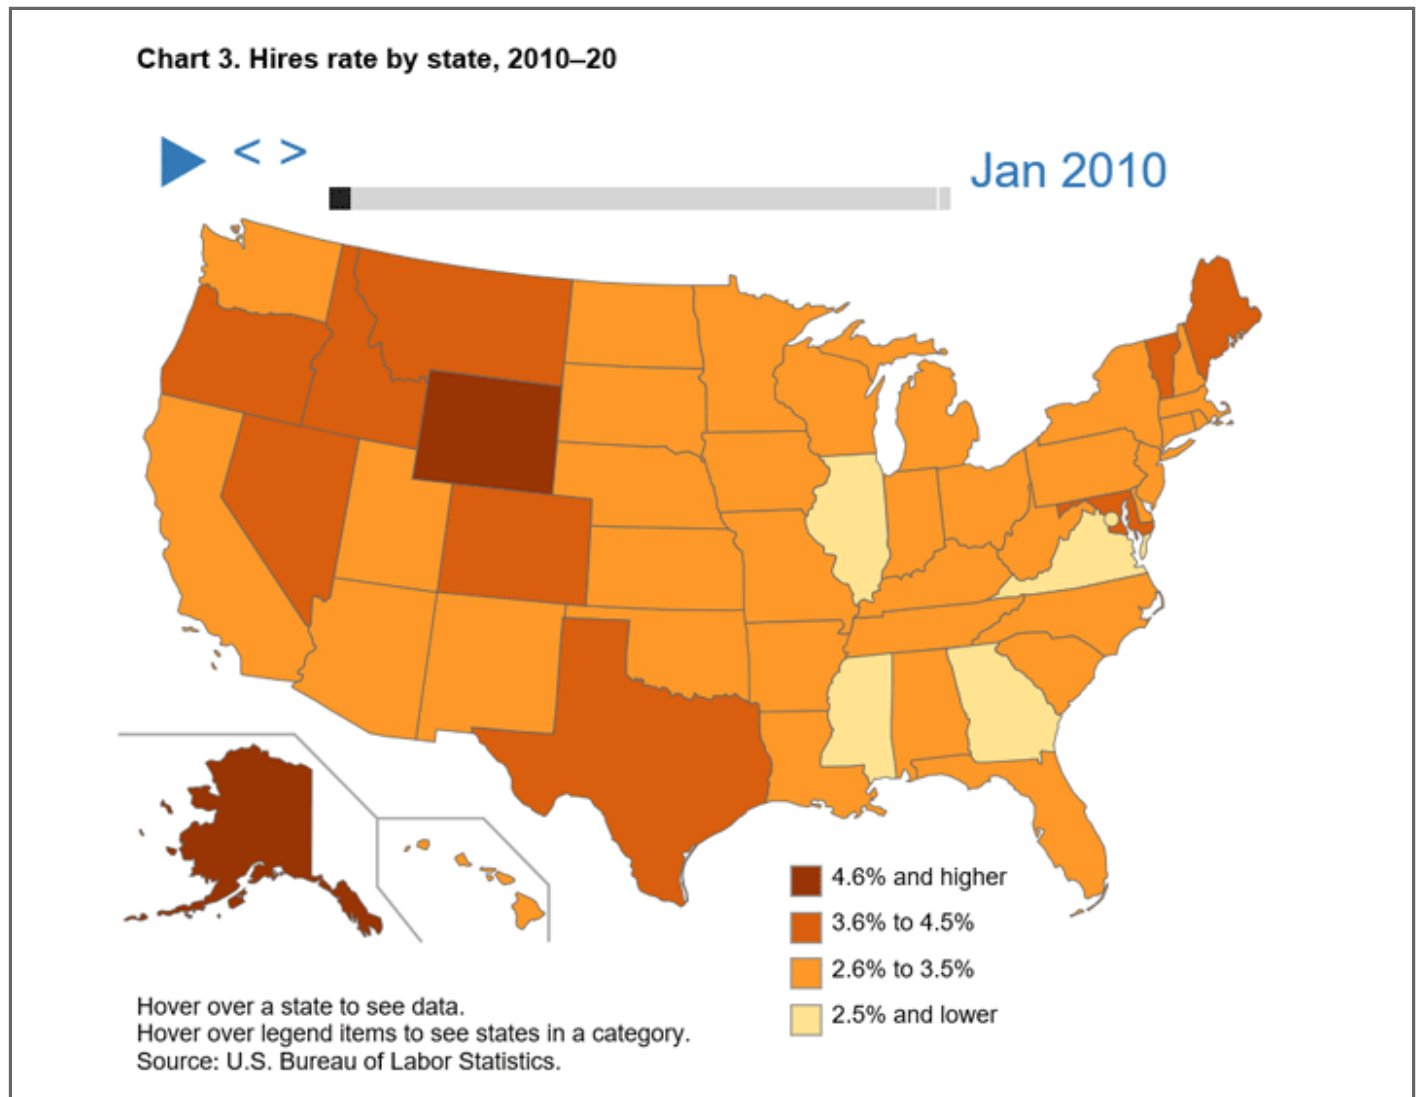 Chart 3. Hires rate by state, 2010–20
< >
Jan 2010
4.6% and higher
3.6% to 4.5%
2.6% to 3.5%
2.5% and lower
Hover over a state to see data.
Hover over legend items to see states in a category.
Source: U.S. Bureau of Labor Statistics.